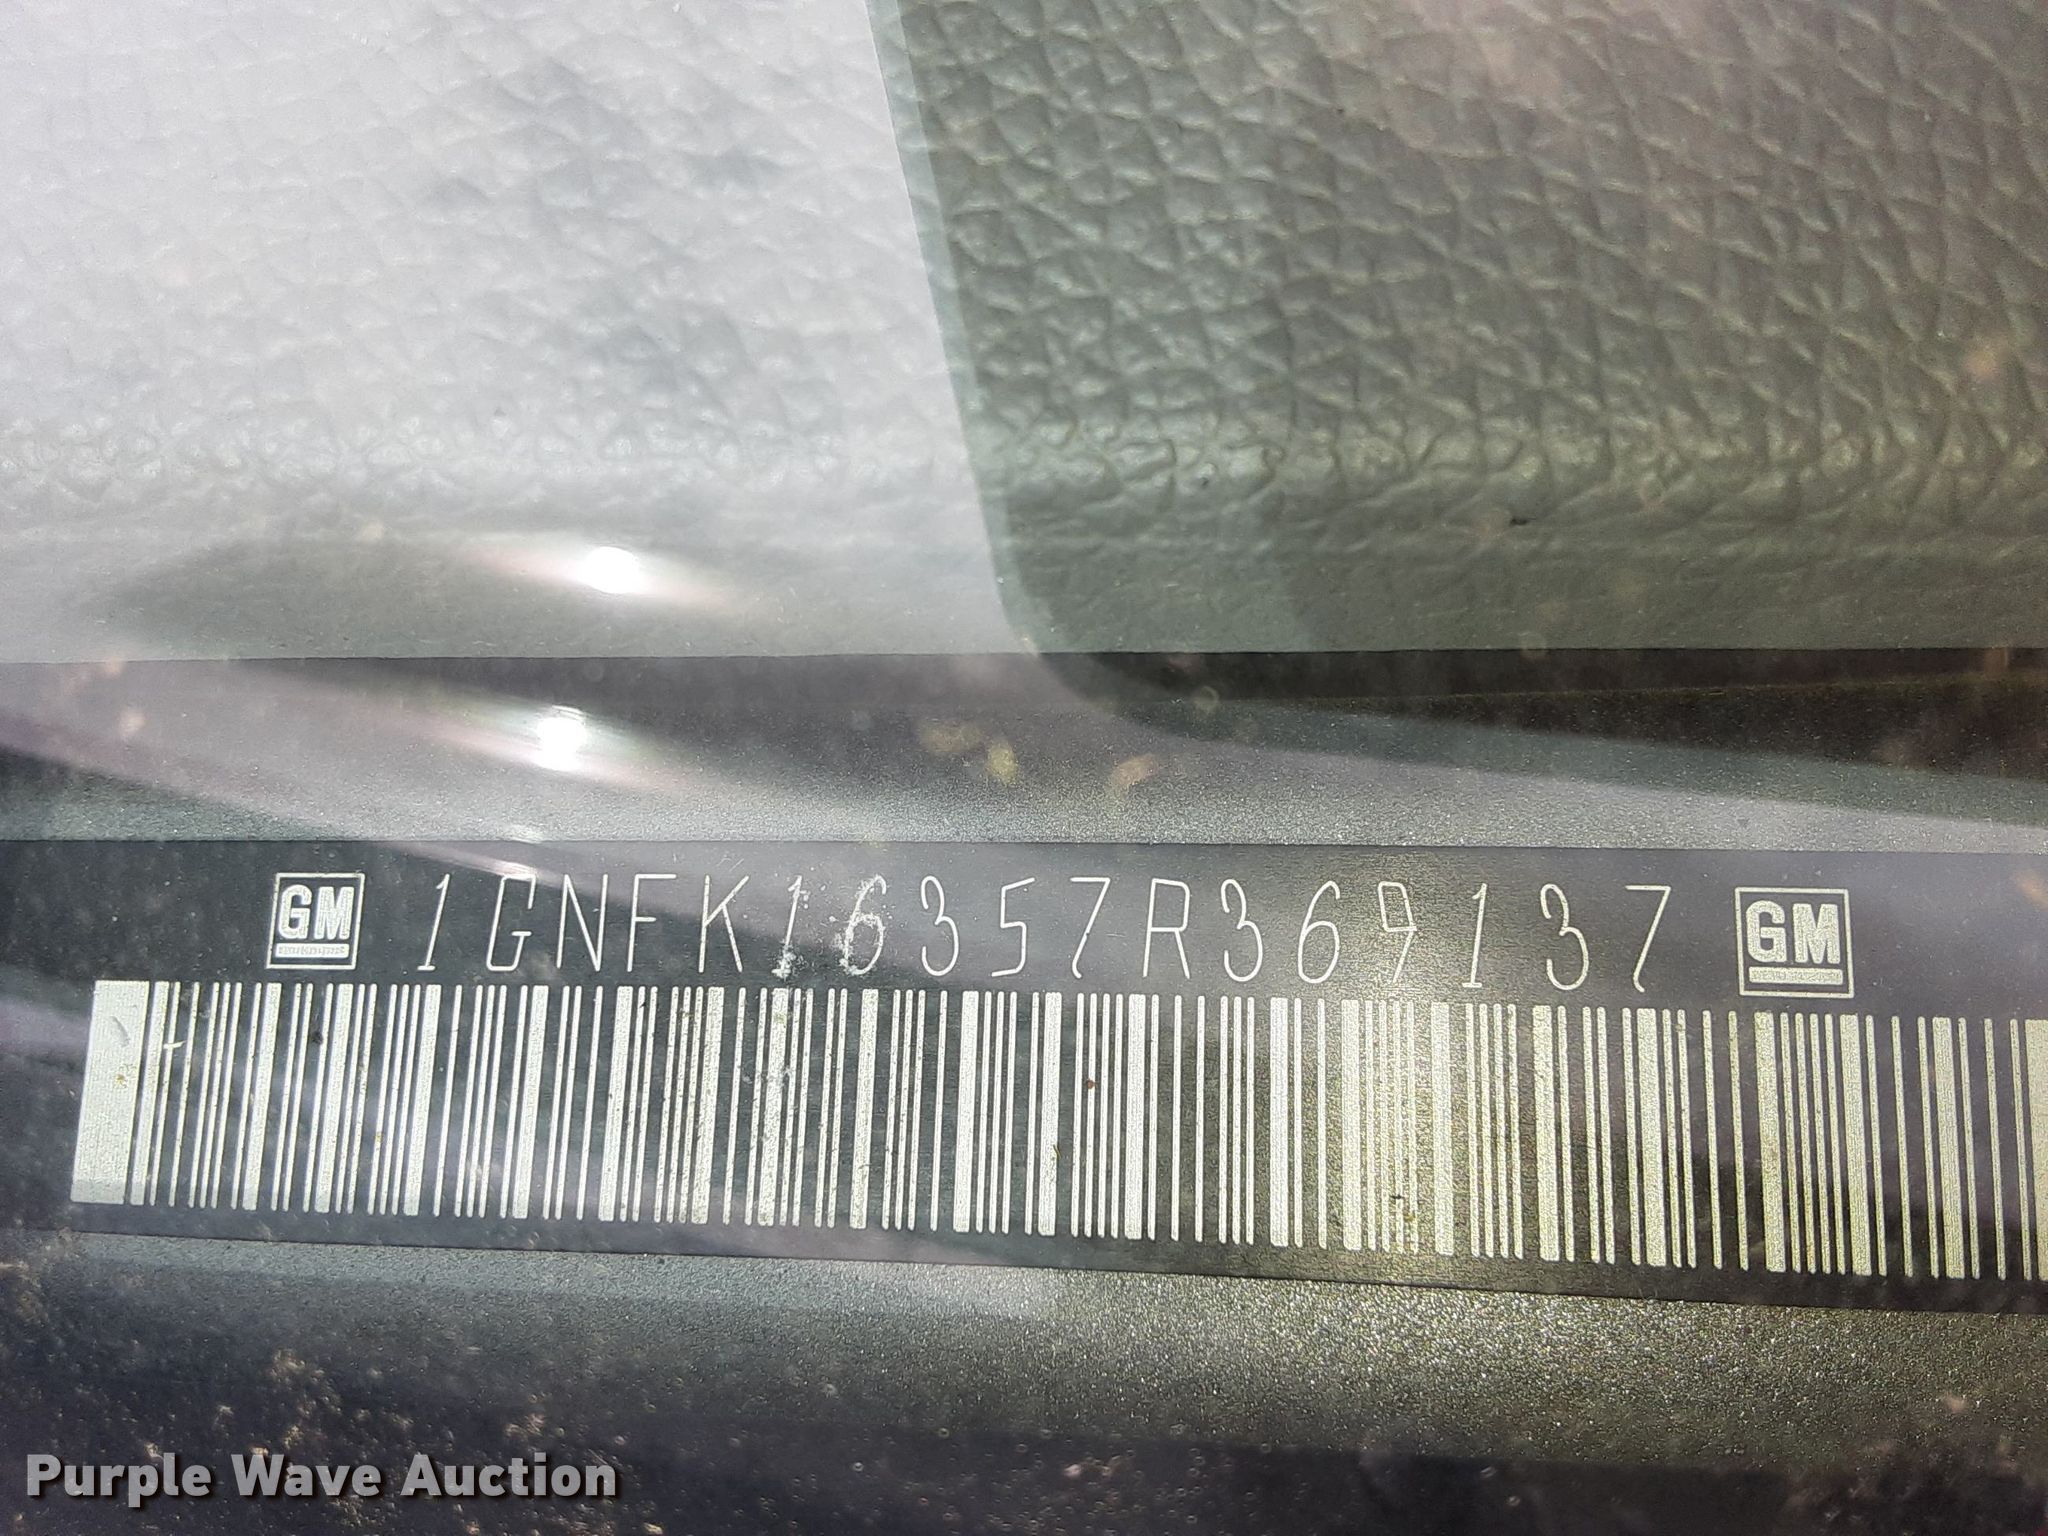 GM 1GNFK16357R369137 GM
Purple Wave Auction